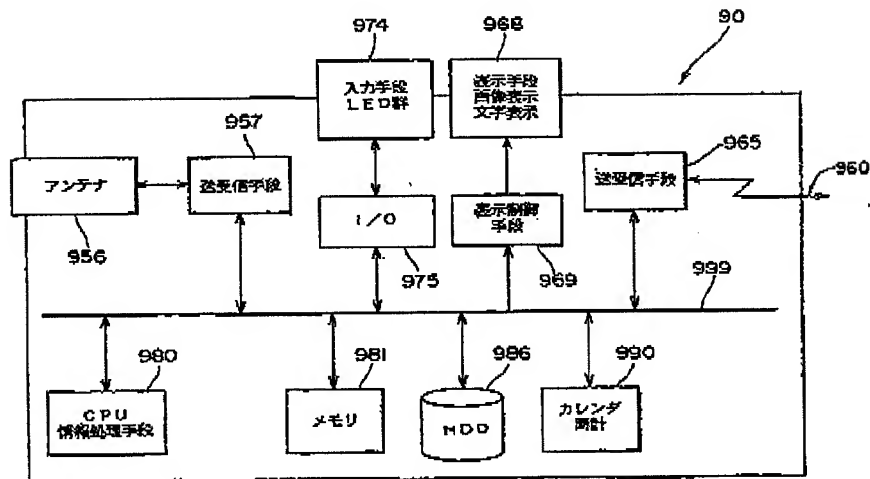 974
968
90
入力手段
LED群
表示手段
画像表示
文字表示
957
965
アンテナ
送受信手段
送受信手段
960
956
I/O
表示制御
手段
975
969
999
980
981
986
990
CPU
情報処理手段
メモリ
HDD
カレンダ
時計